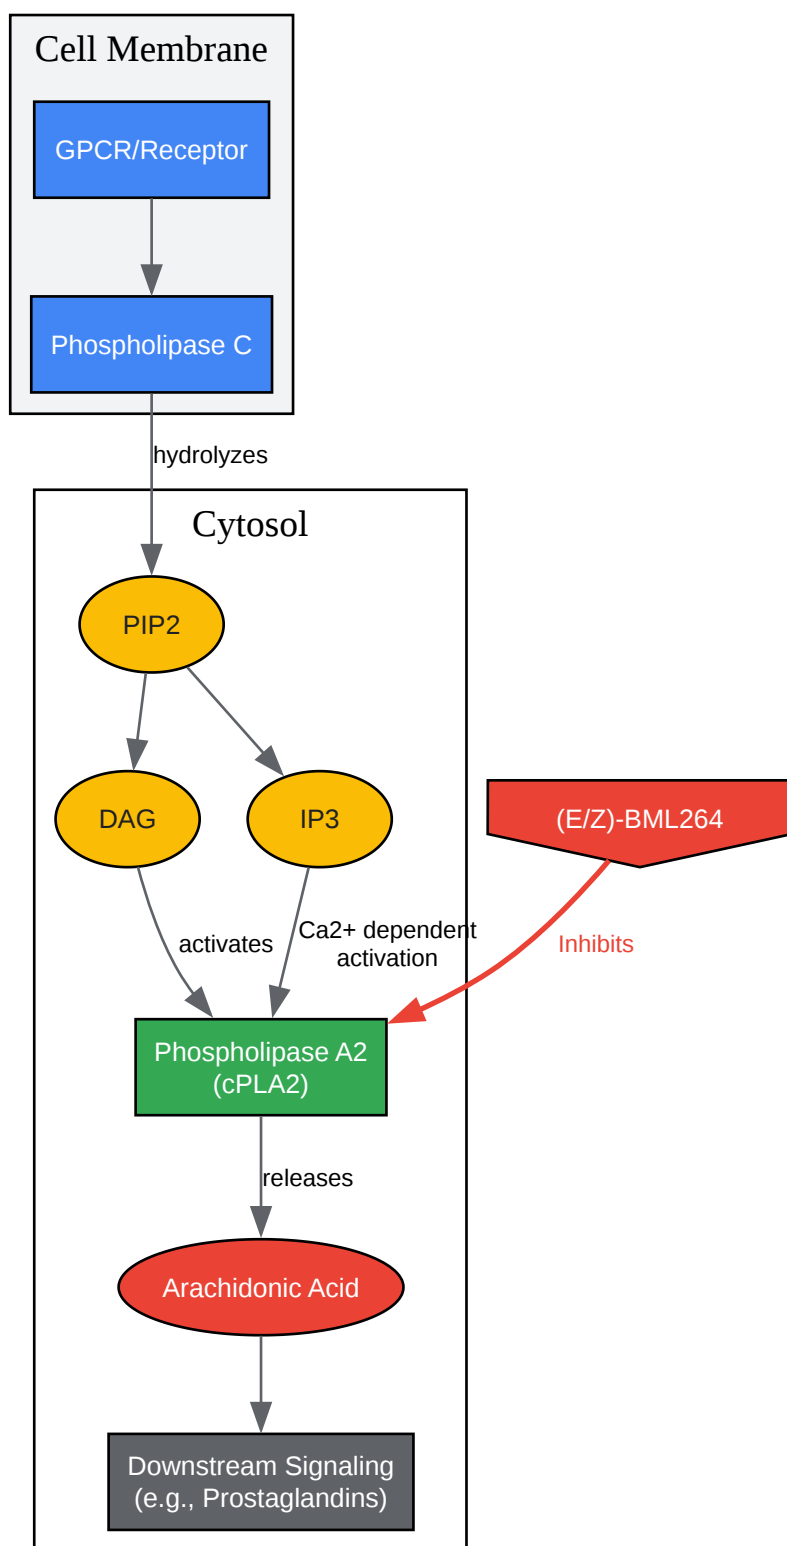 Cell Membrane
GPCR/Receptor
Phospholipase C
hydrolyzes
Cytosol
PIP2
DAG
IP3
(E/Z)-BML264
activates
Ca2+ dependent
activation
Inhibits
Phospholipase A2
(cPLA2)
releases
Arachidonic Acid
Downstream Signaling
(e.g., Prostaglandins)